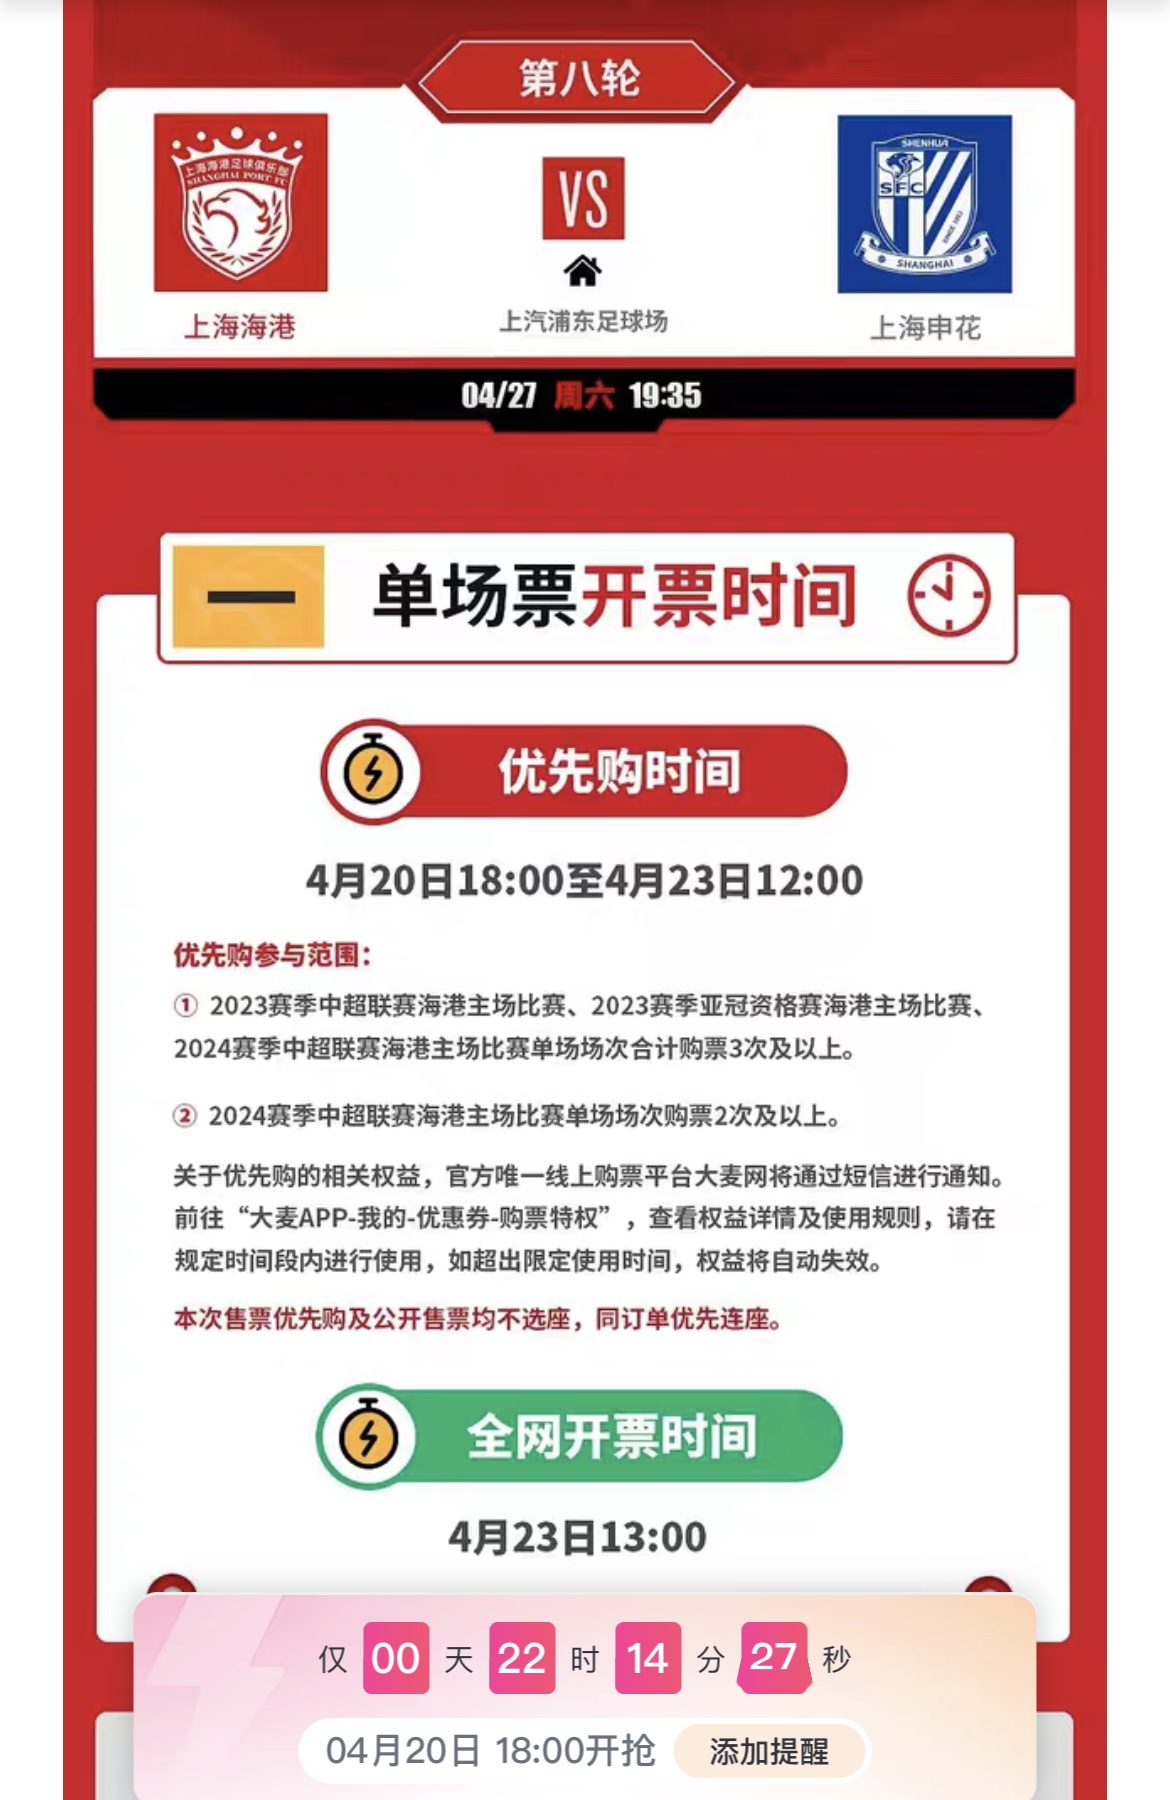 第八轮
上海海港足球俱乐部
SHANGHAI PORT FC
VS
SHENHUA
SFC
SINCE 1993
SHANGHAI
上海海港
上汽浦东足球场
上海申花
04/27 周六 19:35
一 单场票开票时间
优先购时间
4月20日18:00至4月23日12:00
优先购参与范围：
① 2023赛季中超联赛海港主场比赛、2023赛季亚冠资格赛海港主场比赛、
2024赛季中超联赛海港主场比赛单场场次合计购票3次及以上。
② 2024赛季中超联赛海港主场比赛单场场次购票2次及以上。
关于优先购的相关权益，官方唯一线上购票平台大麦网将通过短信进行通知。
前往“大麦APP-我的-优惠券-购票特权”，查看权益详情及使用规则，请在
规定时间段内进行使用，如超出限定使用时间，权益将自动失效。
本次售票优先购及公开售票均不选座，同订单优先连座。
全网开票时间
4月23日13:00
仅 00 天 22 时 14 分 27 秒
04月20日 18:00开抢 添加提醒